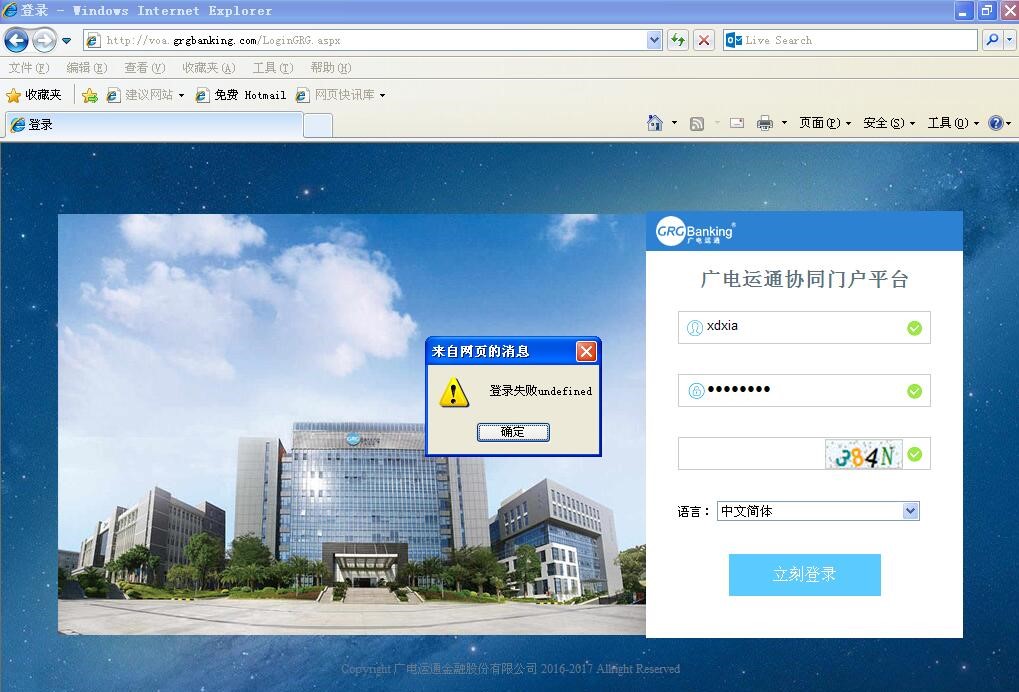 登录 - Windows Internet Explorer
http://voa.grgbanking.com/LoginGRG.aspx
Live Search
文件(F) 编辑(E) 查看(V) 收藏夹(A) 工具(T) 帮助(H)
收藏夹 建议网站 免费 Hotmail 网页快讯库
登录
页面(P) 安全(S) 工具(O)
GRG Banking
广电运通
广电运通协同门户平台
xdxia
来自网页的消息
登录失败undefined
确定
384N
语言： 中文简体
立刻登录
GRG
Copyright 广电运通金融股份有限公司 2016-2017 Allright Reserved